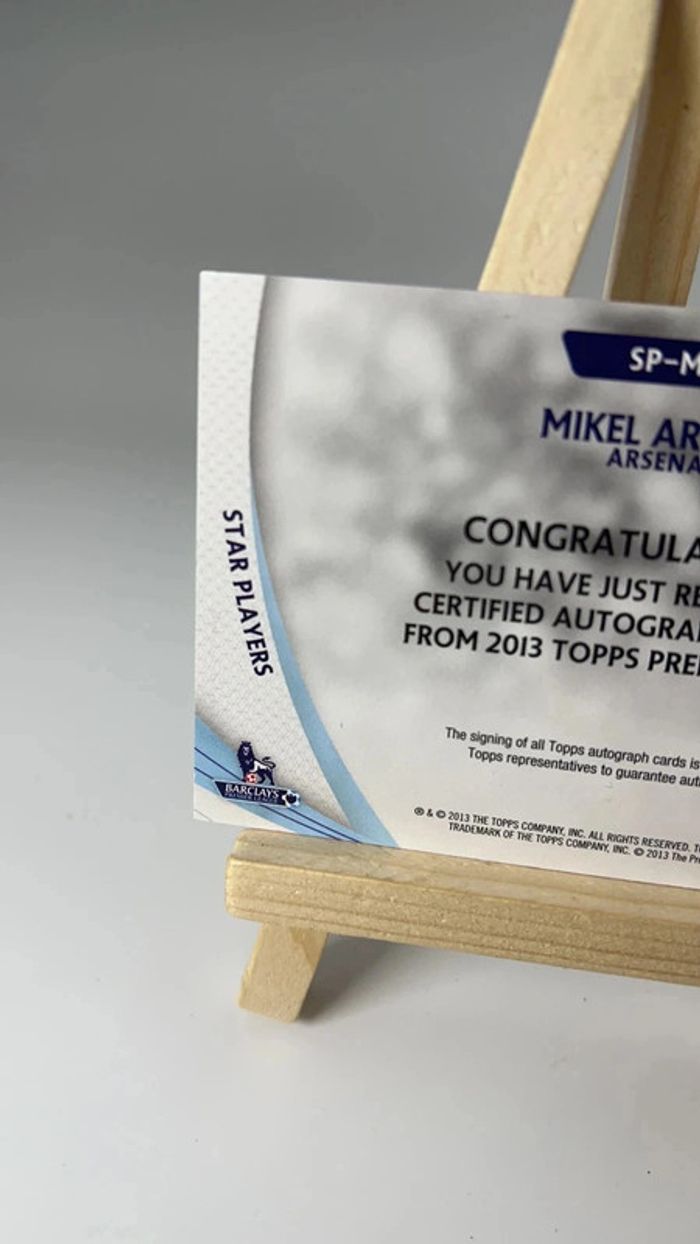 SP-M
MIKEL AR
ARSENA
CONGRATULA
YOU HAVE JUST RE
CERTIFIED AUTOGRA
FROM 2013 TOPPS PRE
STAR PLAYERS
The signing of all Topps autograph cards is
Topps representatives to guarantee aut
BARCLAYS
PREMIER LEAGUE
® & © 2013 THE TOPPS COMPANY, INC. ALL RIGHTS RESERVED. T
TRADEMARK OF THE TOPPS COMPANY, INC. © 2013 The Pr